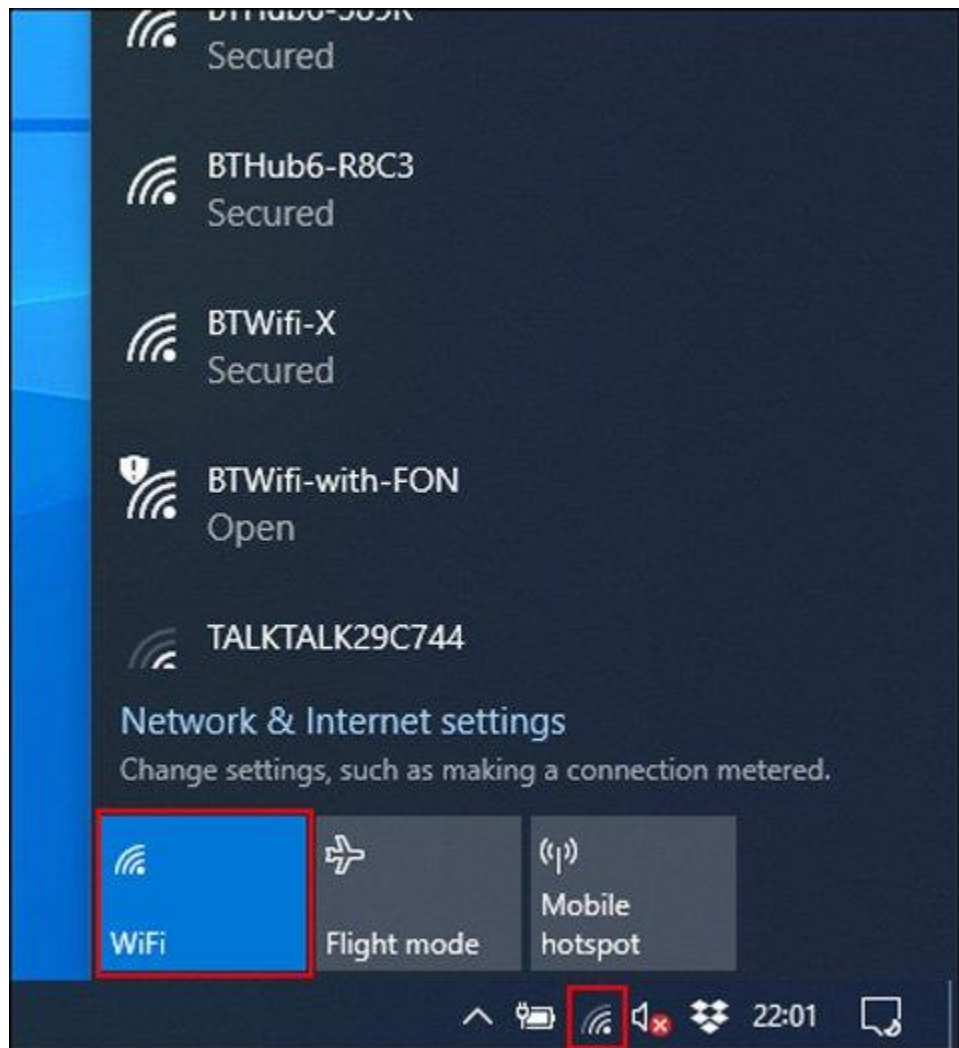 Secured
BTHub6-R8C3
Secured
BTWifi-X
Secured
BTWifi-with-FON
Open
TALKTALK29C744
Network & Internet settings
Change settings, such as making a connection metered.
WiFi
Flight mode
Mobile
hotspot
22:01